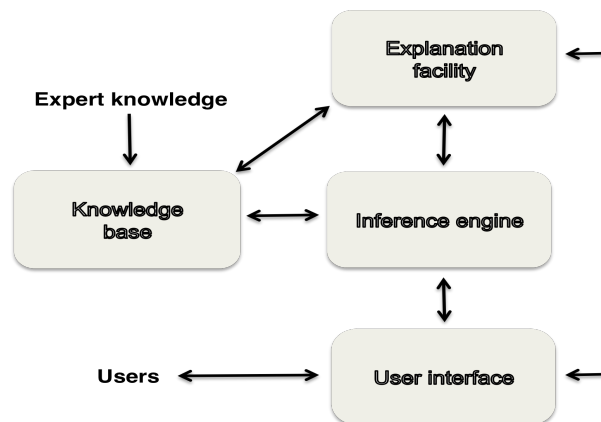 Explanation
facility
Expert knowledge
Knowledge
base
Inference engine
Users
User interface